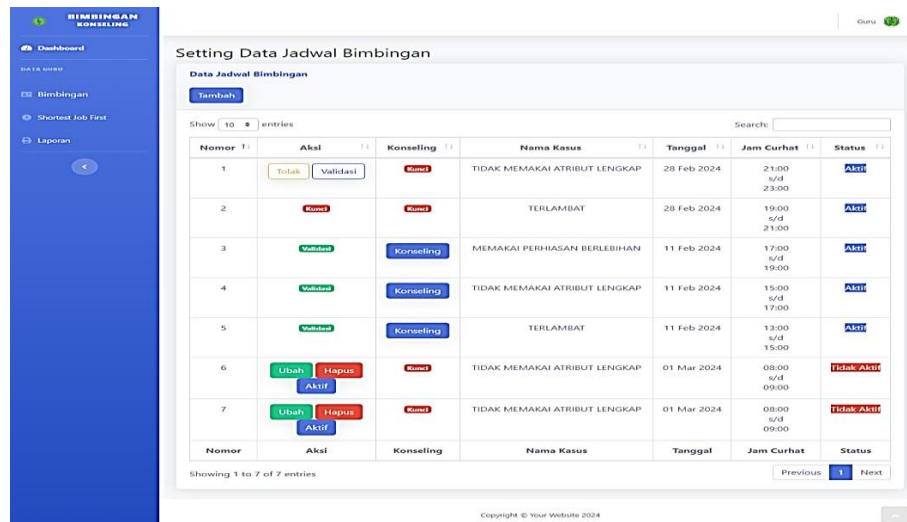 BIMBINGAN
KONSELING
Guru
Dashboard
DATA GURU
Bimbingan
Shortest Job First
Laporan
Setting Data Jadwal Bimbingan
Data Jadwal Bimbingan
Tambah
Show 10 entries
Search:
Nomor Aksi Konseling Nama Kasus Tanggal Jam Curhat Status
1 Tolak Validasi Kunci TIDAK MEMAKAI ATRIBUT LENGKAP 28 Feb 2024 21:00 Aktif
s/d
23:00
2 Kunci Kunci TERLAMBAT 28 Feb 2024 19:00 Aktif
s/d
21:00
3 Validasi Konseling MEMAKAI PERHIASAN BERLEBIHAN 11 Feb 2024 17:00 Aktif
s/d
19:00
4 Validasi Konseling TIDAK MEMAKAI ATRIBUT LENGKAP 11 Feb 2024 15:00 Aktif
s/d
17:00
5 Validasi Konseling TERLAMBAT 11 Feb 2024 13:00 Aktif
s/d
15:00
6 Ubah Hapus Kunci TIDAK MEMAKAI ATRIBUT LENGKAP 01 Mar 2024 08:00 Tidak Aktif
Aktif s/d
09:00
7 Ubah Hapus Kunci TIDAK MEMAKAI ATRIBUT LENGKAP 01 Mar 2024 08:00 Tidak Aktif
Aktif s/d
09:00
Nomor Aksi Konseling Nama Kasus Tanggal Jam Curhat Status
Showing 1 to 7 of 7 entries
Previous 1 Next
Copyright © Your Website 2024